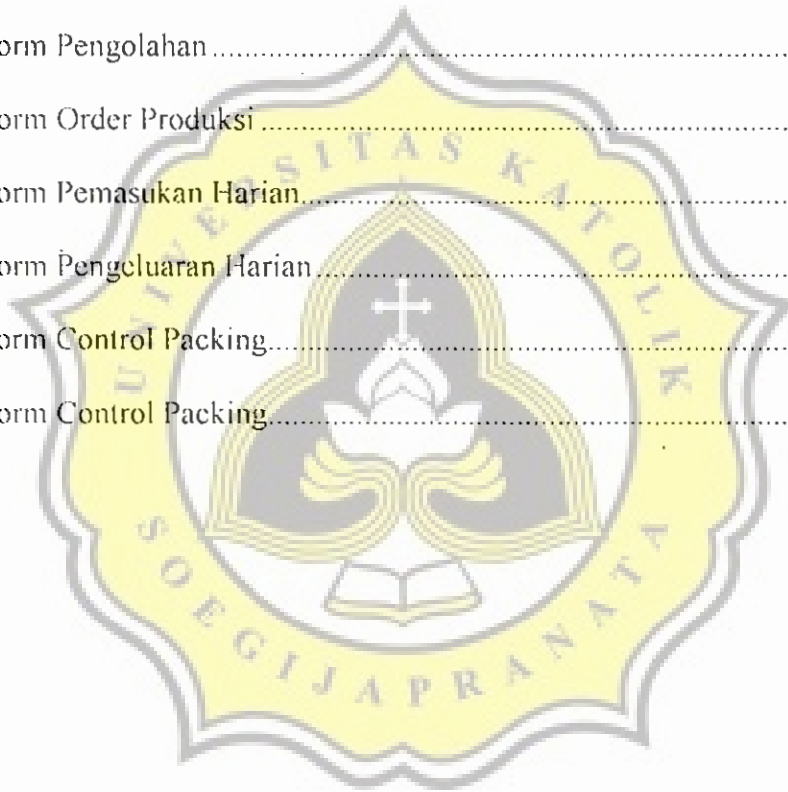 orm Pengolahan..........................................................
orm Order Produksi..........................................................
orm Pemasukan Harian..........................................................
orm Pengeluaran Harian..........................................................
orm Control Packing..........................................................
orm Control Packing..........................................................
UNIVERSITAS KATOLIK
SOEGIJAPRANATA